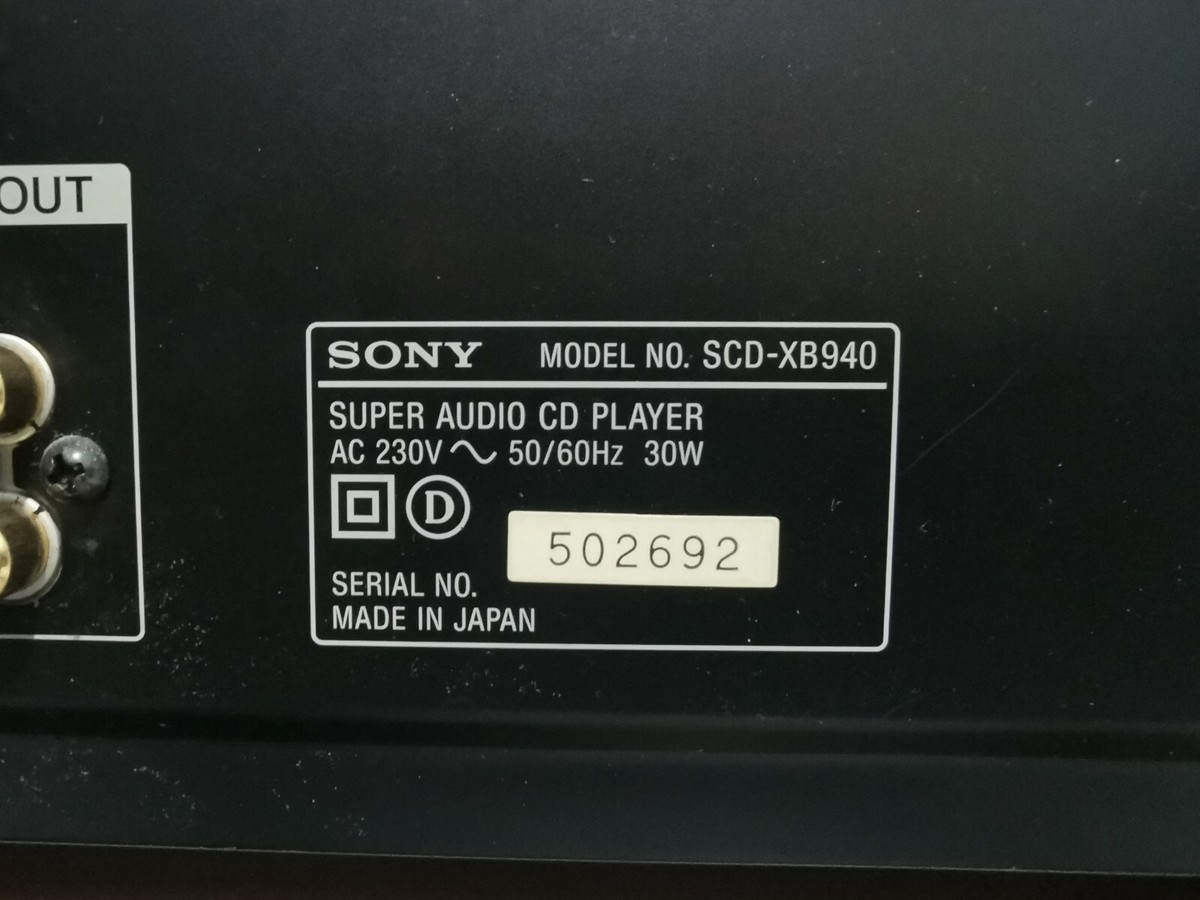 OUT
SONY MODEL NO. SCD-XB940
SUPER AUDIO CD PLAYER
AC 230V ~ 50/60Hz 30W
D
502692
SERIAL NO.
MADE IN JAPAN